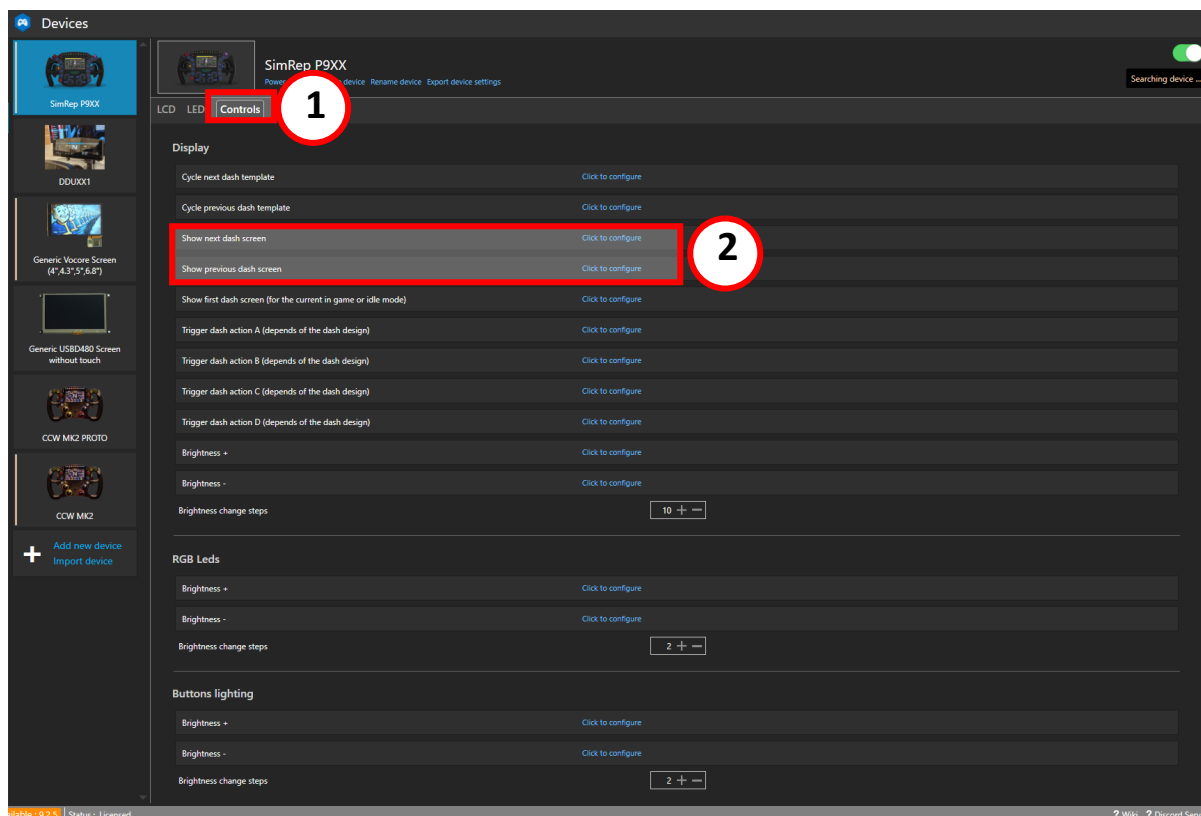 Devices
SimRep P9XX
DDUXX1
Generic Vocore Screen
(4",4.3",5",6.8")
Generic USBD480 Screen
without touch
CCW MK2 PROTO
CCW MK2
Add new device
Import device
SimRep P9XX
device Rename device Export device settings
Searching device ...
LCD LED Controls
1
Display
Cycle next dash template Click to configure
Cycle previous dash template Click to configure
Show next dash screen Click to configure
Show previous dash screen Click to configure
2
Show first dash screen (for the current in game or idle mode) Click to configure
Trigger dash action A (depends of the dash design) Click to configure
Trigger dash action B (depends of the dash design) Click to configure
Trigger dash action C (depends of the dash design) Click to configure
Trigger dash action D (depends of the dash design) Click to configure
Brightness + Click to configure
Brightness - Click to configure
Brightness change steps 10 + −
RGB Leds
Brightness + Click to configure
Brightness - Click to configure
Brightness change steps 2 + −
Buttons lighting
Brightness + Click to configure
Brightness - Click to configure
Brightness change steps 2 + −
: 9.2.5 Status : Licensed ? Wiki ? Discord